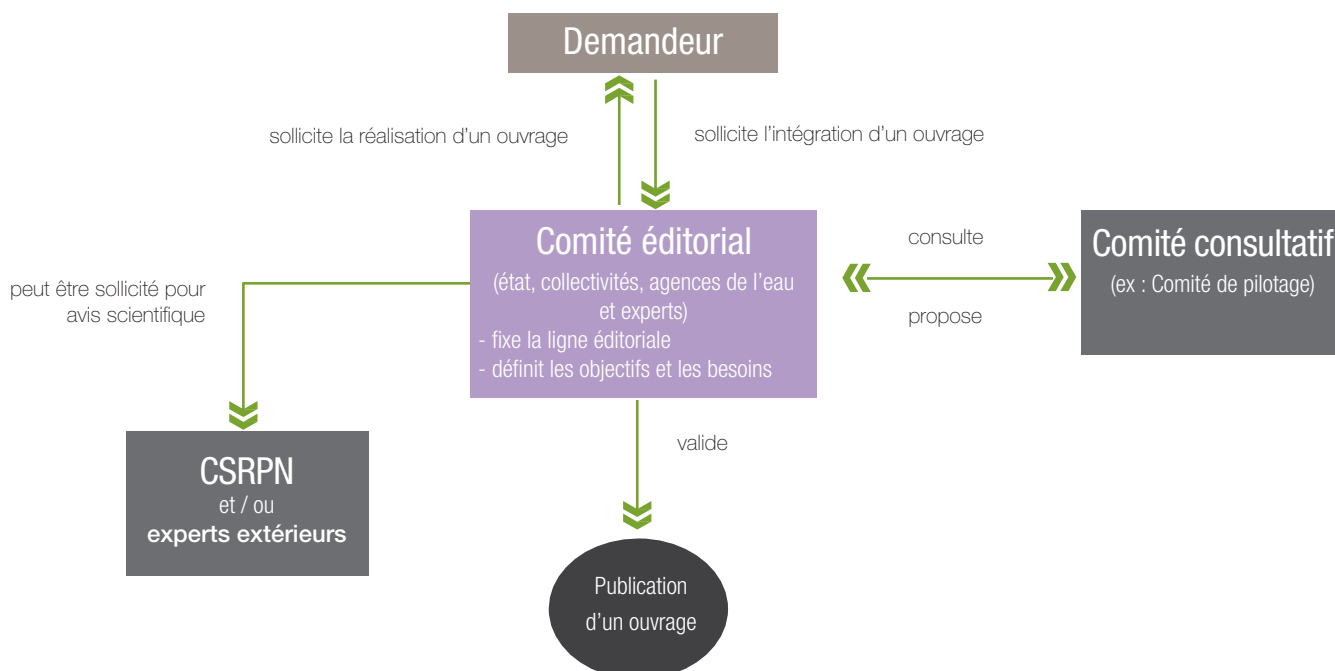 Demandeur
sollicite la réalisation d'un ouvrage
sollicite l'intégration d'un ouvrage
Comité éditorial
(état, collectivités, agences de l'eau
et experts)
- fixe la ligne éditoriale
- définit les objectifs et les besoins
consulte
propose
Comité consultatif
(ex : Comité de pilotage)
peut être sollicité pour
avis scientifique
CSRPN
et / ou
experts extérieurs
valide
Publication
d'un ouvrage